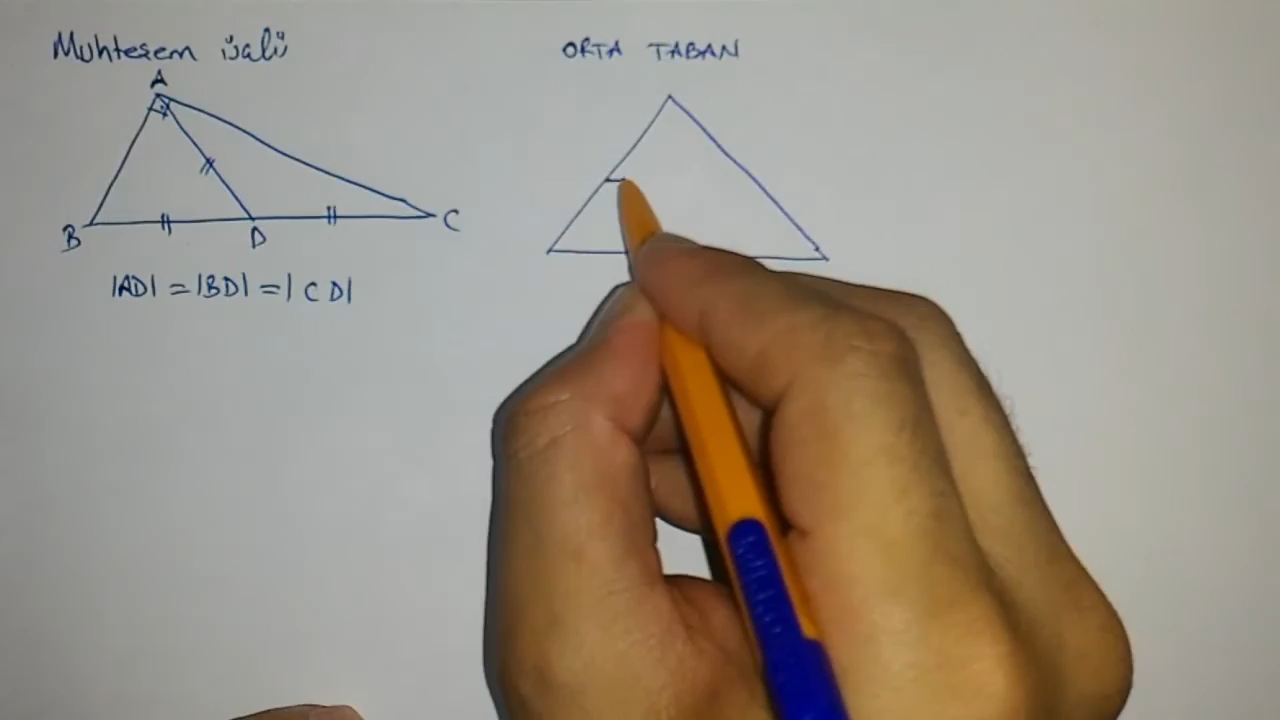 Muhteşem üçlü
ORTA TABAN
A
B
D
C
|AD| = |BD| = | CD|